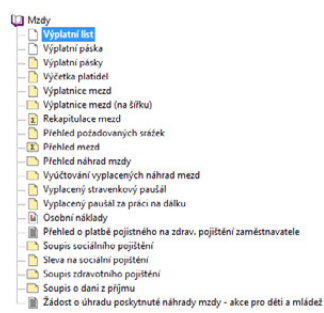 Mzdy
Výplatní list
Výplatní páska
Výplatní pásky
Výčetka platidel
Výplatnice mezd
Výplatnice mezd (na šířku)
Rekapitulace mezd
Přehled požadovaných srážek
Přehled mezd
Přehled náhrad mzdy
Vyúčtování vyplacených náhrad mezd
Vyplacený stravenkový paušál
Vyplacený paušál za práci na dálku
Osobní náklady
Přehled o platbě pojistného na zdrav. pojištění zaměstnavatele
Soupis sociálního pojištění
Sleva na sociální pojištění
Soupis zdravotního pojištění
Soupis o dani z příjmu
Žádost o úhradu poskytnuté náhrady mzdy - akce pro děti a mládež